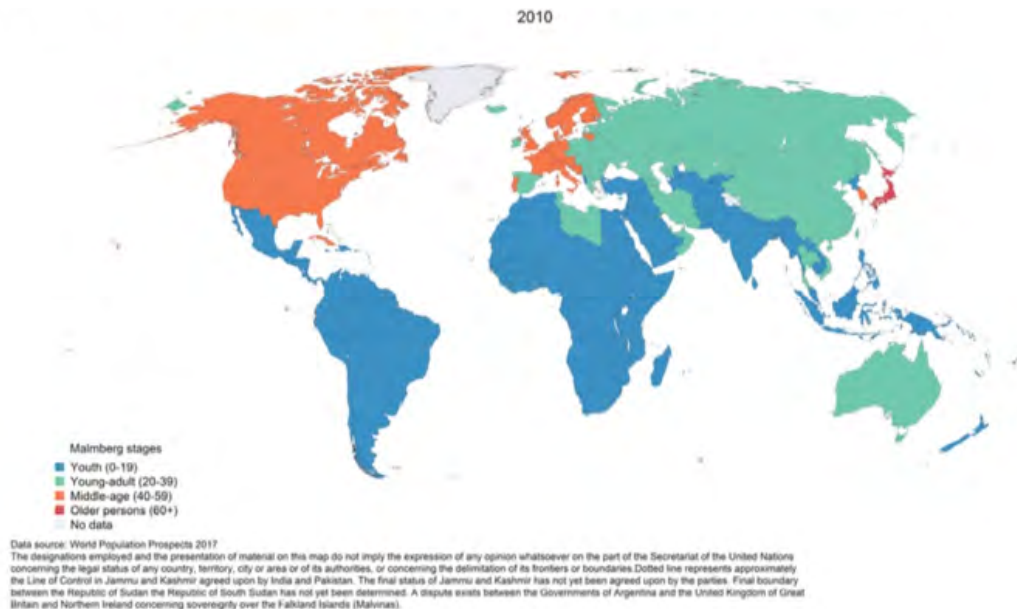 2010
Malmberg stages
Youth (0-19)
Young-adult (20-39)
Middle-age (40-59)
Older persons (60+)
No data
Data source: World Population Prospects 2017
The designations employed and the presentation of material on this map do not imply the expression of any opinion whatsoever on the part of the Secretariat of the United Nations
concerning the legal status of any country, territory, city or area or of its authorities, or concerning the delimitation of its frontiers or boundaries.Dotted line represents approximately
the Line of Control in Jammu and Kashmir agreed upon by India and Pakistan. The final status of Jammu and Kashmir has not yet been agreed upon by the parties. Final boundary
between the Republic of Sudan the Republic of South Sudan has not yet been determined. A dispute exists between the Governments of Argentina and the United Kingdom of Great
Britain and Northern Ireland concerning sovereignty over the Falkland Islands (Malvinas).